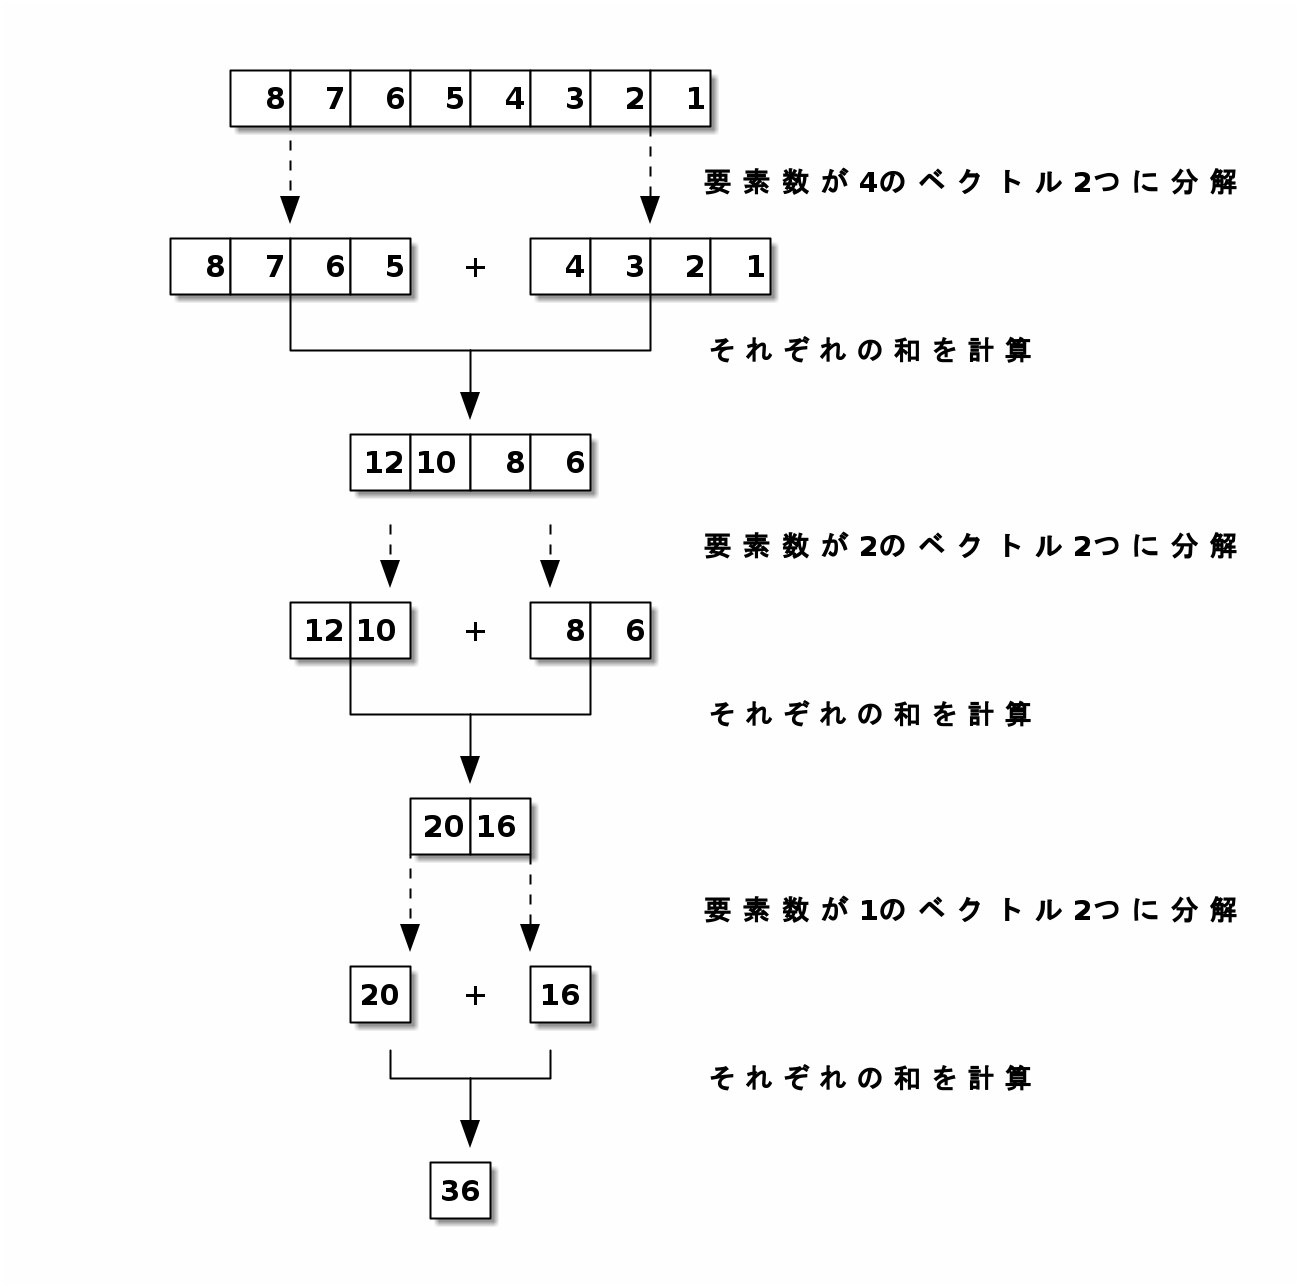 8 7 6 5 4 3 2 1
要素数が4のベクトル2つに分解
8 7 6 5 + 4 3 2 1
それぞれの和を計算
12 10 8 6
要素数が2のベクトル2つに分解
12 10 + 8 6
それぞれの和を計算
20 16
要素数が1のベクトル2つに分解
20 + 16
それぞれの和を計算
36